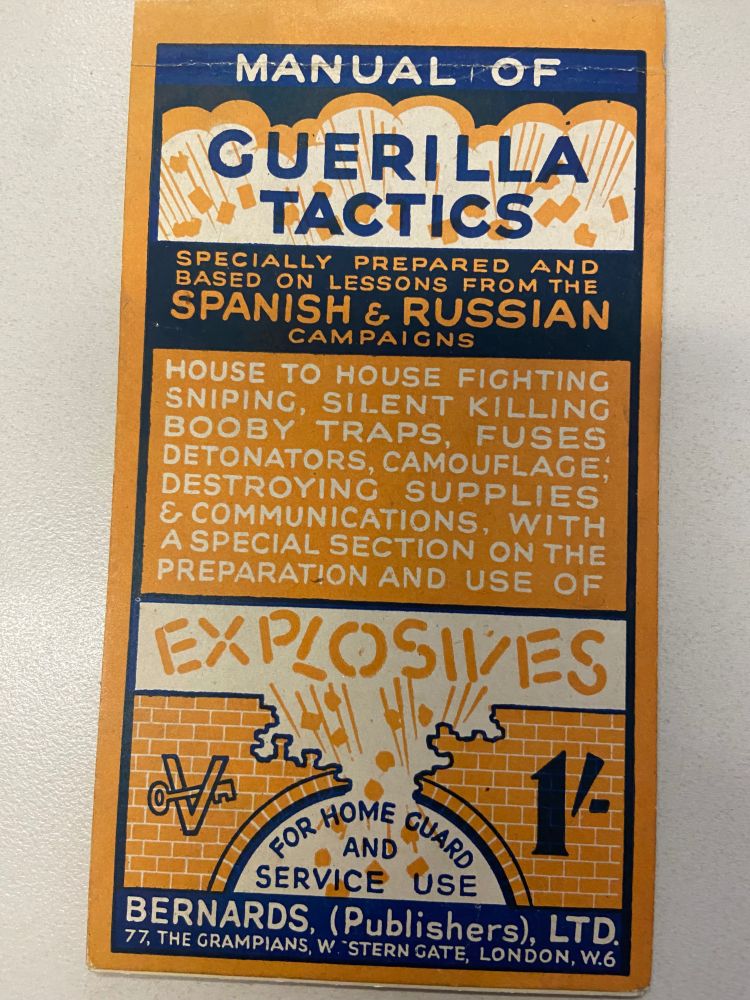 MANUAL OF
GUERILLA
TACTICS
SPECIALLY PREPARED AND
BASED ON LESSONS FROM THE
SPANISH & RUSSIAN
CAMPAIGNS
HOUSE TO HOUSE FIGHTING
SNIPING, SILENT KILLING
BOOBY TRAPS, FUSES
DETONATORS, CAMOUFLAGE,
DESTROYING SUPPLIES
& COMMUNICATIONS, WITH
A SPECIAL SECTION ON THE
PREPARATION AND USE OF
EXPLOSIVES
V
1/-
FOR HOME GUARD
AND
SERVICE USE
BERNARDS, (Publishers), LTD.
77, THE GRAMPIANS, W STERN GATE, LONDON, W.6